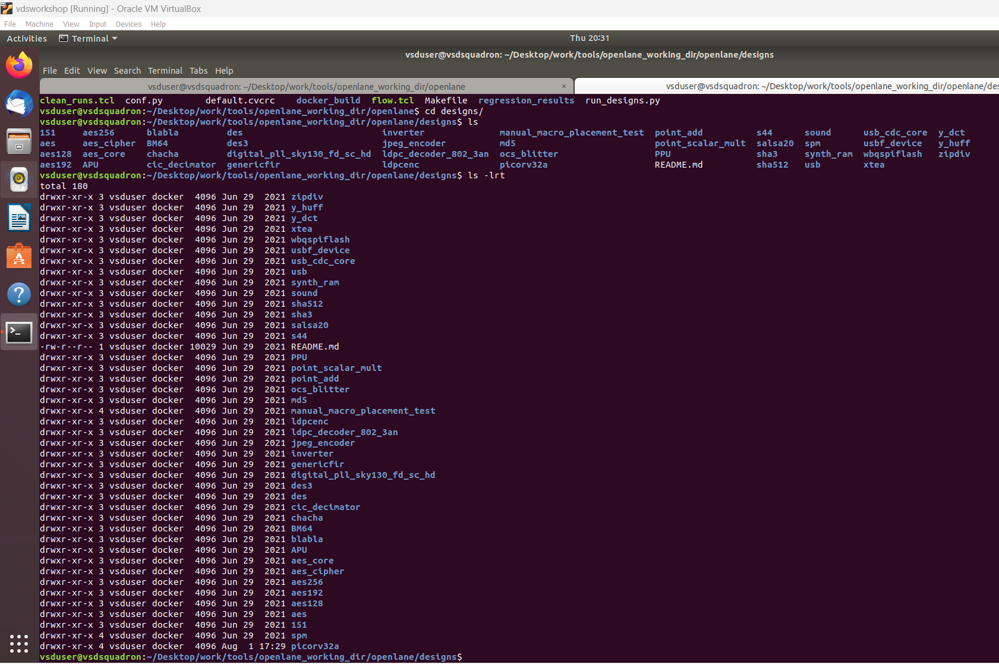 vdsworkshop [Running] - Oracle VM VirtualBox
File Machine View Input Devices Help
Activities Terminal Thu 20:31
vsduser@vsdsquadron: ~/Desktop/work/tools/openlane_working_dir/openlane/designs
File Edit View Search Terminal Tabs Help
vsduser@vsdsquadron: ~/Desktop/work/tools/openlane_working_dir/openlane × vsduser@vsdsquadron: ~/Desktop/work/tools/openlane_working_dir/openlane/des
clean_runs.tcl conf.py default.cvcrc docker_build flow.tcl Makefile regression_results run_designs.py
vsduser@vsdsquadron:~/Desktop/work/tools/openlane_working_dir/openlane$ cd designs/
vsduser@vsdsquadron:~/Desktop/work/tools/openlane_working_dir/openlane/designs$ ls
151 aes256 blabla des inverter manual_macro_placement_test point_add s44 sound usb_cdc_core y_dct
aes aes_cipher BM64 des3 jpeg_encoder md5 point_scalar_mult salsa20 spm usbf_device y_huff
aes128 aes_core chacha digital_pll_sky130_fd_sc_hd ldpc_decoder_802_3an ocs_blitter PPU sha3 synth_ram wbqspiflash zipdiv
aes192 APU cic_decimator genericfir ldpcenc picorv32a README.md sha512 usb xtea
vsduser@vsdsquadron:~/Desktop/work/tools/openlane_working_dir/openlane/designs$ ls -lrt
total 180
drwxr-xr-x 3 vsduser docker 4096 Jun 29 2021 zipdiv
drwxr-xr-x 3 vsduser docker 4096 Jun 29 2021 y_huff
drwxr-xr-x 3 vsduser docker 4096 Jun 29 2021 y_dct
drwxr-xr-x 3 vsduser docker 4096 Jun 29 2021 xtea
drwxr-xr-x 3 vsduser docker 4096 Jun 29 2021 wbqspiflash
drwxr-xr-x 3 vsduser docker 4096 Jun 29 2021 usbf_device
drwxr-xr-x 3 vsduser docker 4096 Jun 29 2021 usb_cdc_core
drwxr-xr-x 3 vsduser docker 4096 Jun 29 2021 usb
drwxr-xr-x 3 vsduser docker 4096 Jun 29 2021 synth_ram
drwxr-xr-x 3 vsduser docker 4096 Jun 29 2021 sound
drwxr-xr-x 3 vsduser docker 4096 Jun 29 2021 sha512
drwxr-xr-x 3 vsduser docker 4096 Jun 29 2021 sha3
drwxr-xr-x 3 vsduser docker 4096 Jun 29 2021 salsa20
drwxr-xr-x 3 vsduser docker 4096 Jun 29 2021 s44
-rw-r--r-- 1 vsduser docker 10029 Jun 29 2021 README.md
drwxr-xr-x 3 vsduser docker 4096 Jun 29 2021 PPU
drwxr-xr-x 3 vsduser docker 4096 Jun 29 2021 point_scalar_mult
drwxr-xr-x 3 vsduser docker 4096 Jun 29 2021 point_add
drwxr-xr-x 3 vsduser docker 4096 Jun 29 2021 ocs_blitter
drwxr-xr-x 3 vsduser docker 4096 Jun 29 2021 md5
drwxr-xr-x 4 vsduser docker 4096 Jun 29 2021 manual_macro_placement_test
drwxr-xr-x 3 vsduser docker 4096 Jun 29 2021 ldpcenc
drwxr-xr-x 3 vsduser docker 4096 Jun 29 2021 ldpc_decoder_802_3an
drwxr-xr-x 3 vsduser docker 4096 Jun 29 2021 jpeg_encoder
drwxr-xr-x 3 vsduser docker 4096 Jun 29 2021 inverter
drwxr-xr-x 3 vsduser docker 4096 Jun 29 2021 genericfir
drwxr-xr-x 3 vsduser docker 4096 Jun 29 2021 digital_pll_sky130_fd_sc_hd
drwxr-xr-x 3 vsduser docker 4096 Jun 29 2021 des3
drwxr-xr-x 3 vsduser docker 4096 Jun 29 2021 des
drwxr-xr-x 3 vsduser docker 4096 Jun 29 2021 cic_decimator
drwxr-xr-x 3 vsduser docker 4096 Jun 29 2021 chacha
drwxr-xr-x 3 vsduser docker 4096 Jun 29 2021 BM64
drwxr-xr-x 3 vsduser docker 4096 Jun 29 2021 blabla
drwxr-xr-x 3 vsduser docker 4096 Jun 29 2021 APU
drwxr-xr-x 3 vsduser docker 4096 Jun 29 2021 aes_core
drwxr-xr-x 3 vsduser docker 4096 Jun 29 2021 aes_cipher
drwxr-xr-x 3 vsduser docker 4096 Jun 29 2021 aes256
drwxr-xr-x 3 vsduser docker 4096 Jun 29 2021 aes192
drwxr-xr-x 3 vsduser docker 4096 Jun 29 2021 aes128
drwxr-xr-x 3 vsduser docker 4096 Jun 29 2021 aes
drwxr-xr-x 3 vsduser docker 4096 Jun 29 2021 151
drwxr-xr-x 4 vsduser docker 4096 Jun 29 2021 spm
drwxr-xr-x 4 vsduser docker 4096 Aug 1 17:29 picorv32a
vsduser@vsdsquadron:~/Desktop/work/tools/openlane_working_dir/openlane/designs$